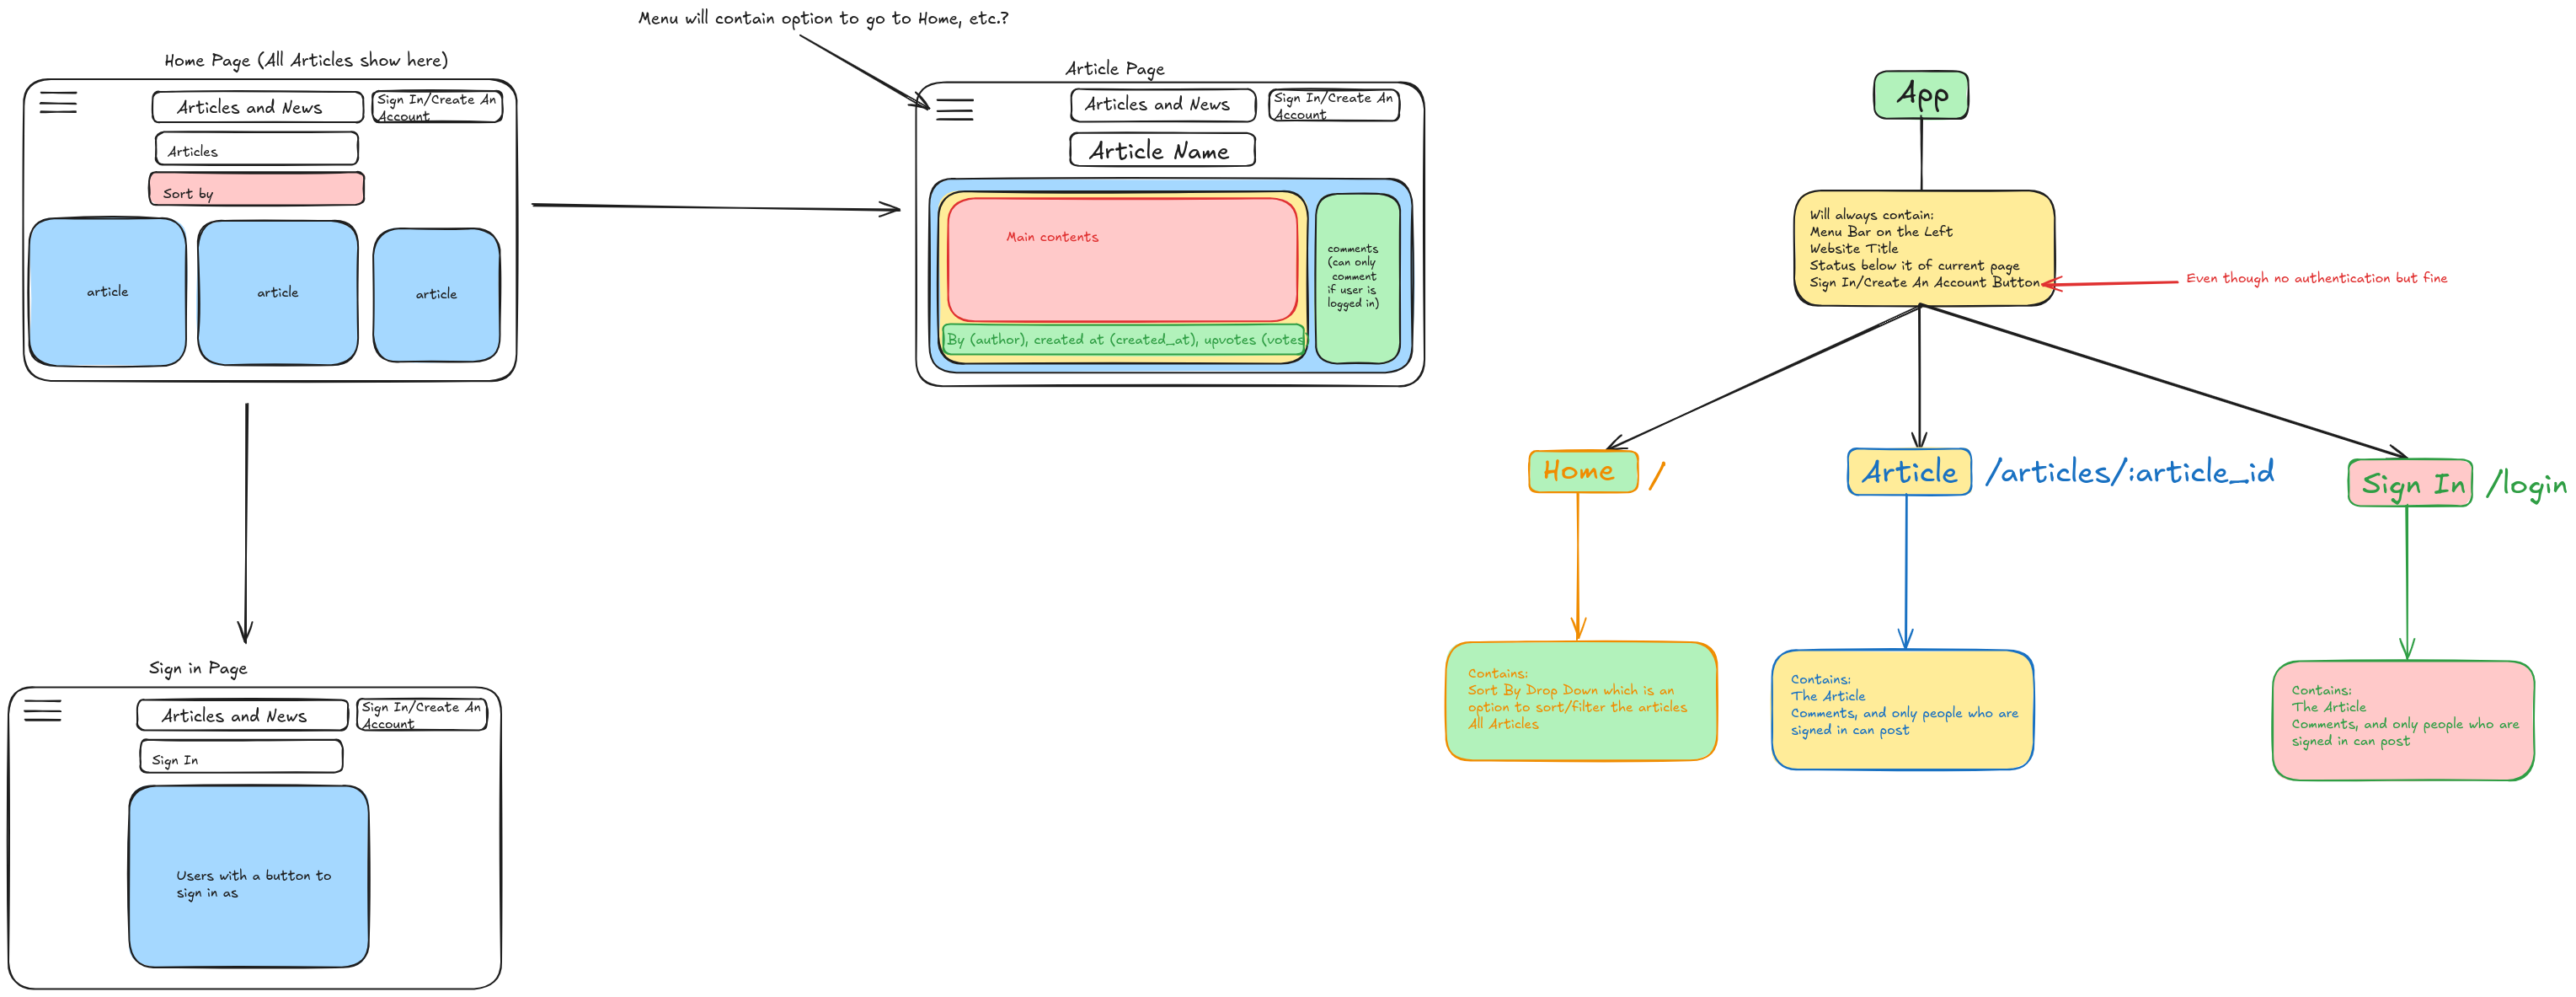 Menu will contain option to go to Home, etc.?
Home Page (All Articles show here)
Articles and News
Sign In/Create An
Account
Articles
Sort by
article
article
article
Article Page
Articles and News
Sign In/Create An
Account
Article Name
Main contents
comments
(can only
comment
if user is
logged in)
By (author), created at (created_at), upvotes (votes
Sign in Page
Articles and News
Sign In/Create An
Account
Sign In
Users with a button to
sign in as
App
Will always contain:
Menu Bar on the Left
Website Title
Status below it of current page
Sign In/Create An Account Button
Even though no authentication but fine
Home /
Article /articles/:article_id
Sign In /login
Contains:
Sort By Drop Down which is an
option to sort/filter the articles
All Articles
Contains:
The Article
Comments, and only people who are
signed in can post
Contains:
The Article
Comments, and only people who are
signed in can post